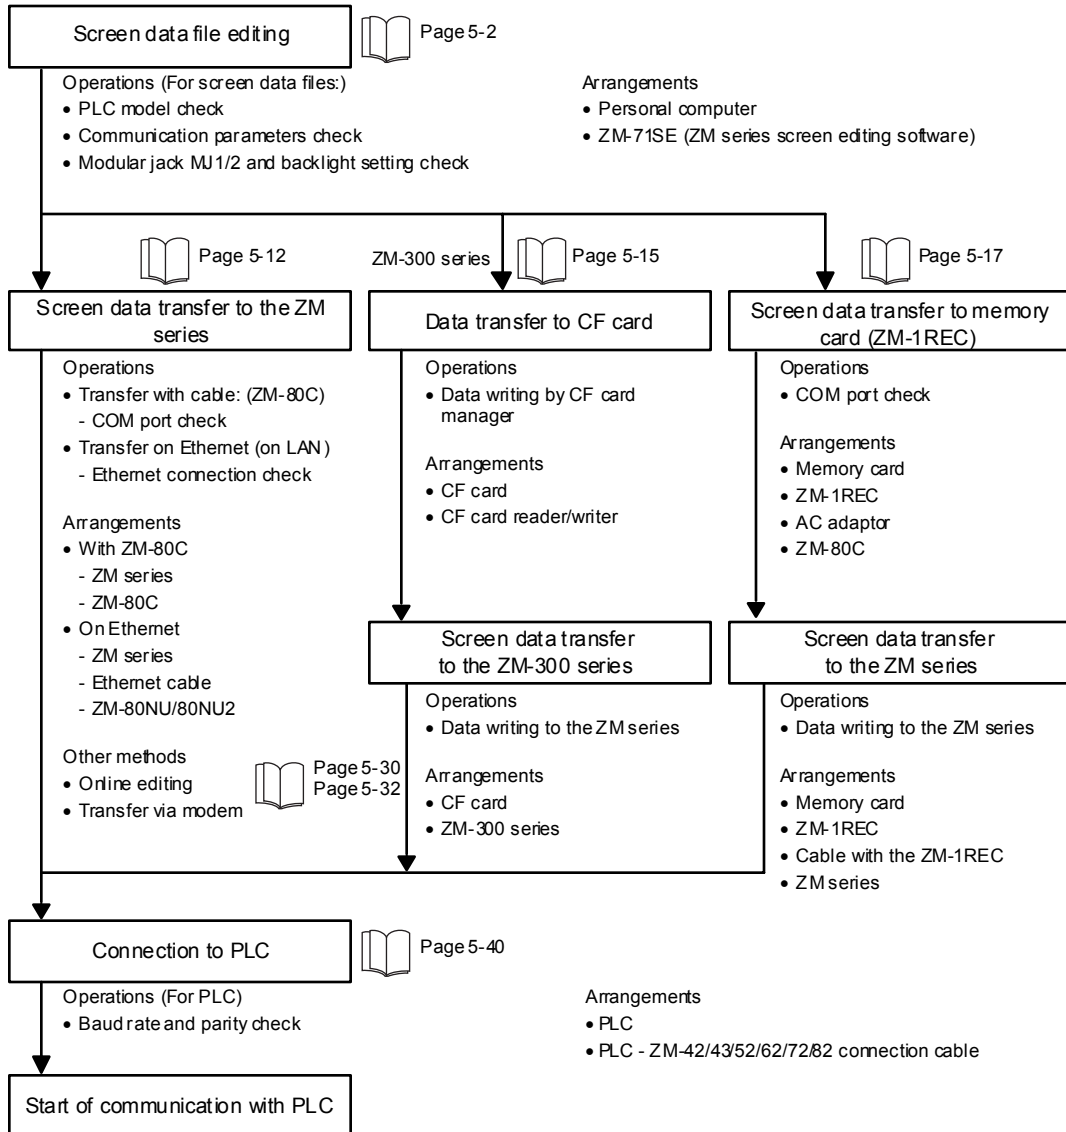 Screen data file editing
Page 5-2
Operations (For screen data files:)
• PLC model check
• Communication parameters check
• Modular jack MJ1/2 and backlight setting check
Arrangements
• Personal computer
• ZM-71SE (ZM series screen editing software)
Page 5-12
ZM-300 series
Page 5-15
Page 5-17
Screen data transfer to the ZM
series
Operations
• Transfer with cable: (ZM-80C)
- COM port check
• Transfer on Ethernet (on LAN)
- Ethernet connection check
Arrangements
• With ZM-80C
- ZM series
- ZM-80C
• On Ethernet
- ZM series
- Ethernet cable
- ZM-80NU/80NU2
Other methods
• Online editing
• Transfer via modem
Page 5-30
Page 5-32
Data transfer to CF card
Operations
• Data writing by CF card
manager
Arrangements
• CF card
• CF card reader/writer
Screen data transfer
to the ZM-300 series
Operations
• Data writing to the ZM series
Arrangements
• CF card
• ZM-300 series
Screen data transfer to memory
card (ZM-1REC)
Operations
• COM port check
Arrangements
• Memory card
• ZM-1REC
• AC adaptor
• ZM-80C
Screen data transfer
to the ZM series
Operations
• Data writing to the ZM series
Arrangements
• Memory card
• ZM-1REC
• Cable with the ZM-1REC
• ZM series
Connection to PLC
Page 5-40
Operations (For PLC)
• Baud rate and parity check
Arrangements
• PLC
• PLC - ZM-42/43/52/62/72/82 connection cable
Start of communication with PLC